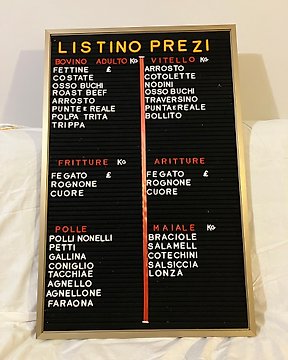 LISTINO PREZI
BOVINO ADULTO KG
FETTINE £
COSTATE
OSSO BUCHI
ROAST BEEF
ARROSTO
PUNTE E REALE
POLPA TRITA
TRIPPA
VITELLO KG
ARROSTO £
COTOLETTE
NODINI
OSSO BUCHI
TRAVERSINO
PUNTA E REALE
BOLLITO
FRITTURE KG
FEGATO £
ROGNONE
CUORE
ARITTURE
FEGATO £
ROGNONE
CUORE
POLLE
POLLI NONELLI
PETTI
GALLINA
CONIGLIO
TACCHIAE
AGNELLO
AGNELLONE
FARAONA
MAIALE KG
BRACIOLE
SALAMELL
COTECHINI
SALSICCIA
LONZA